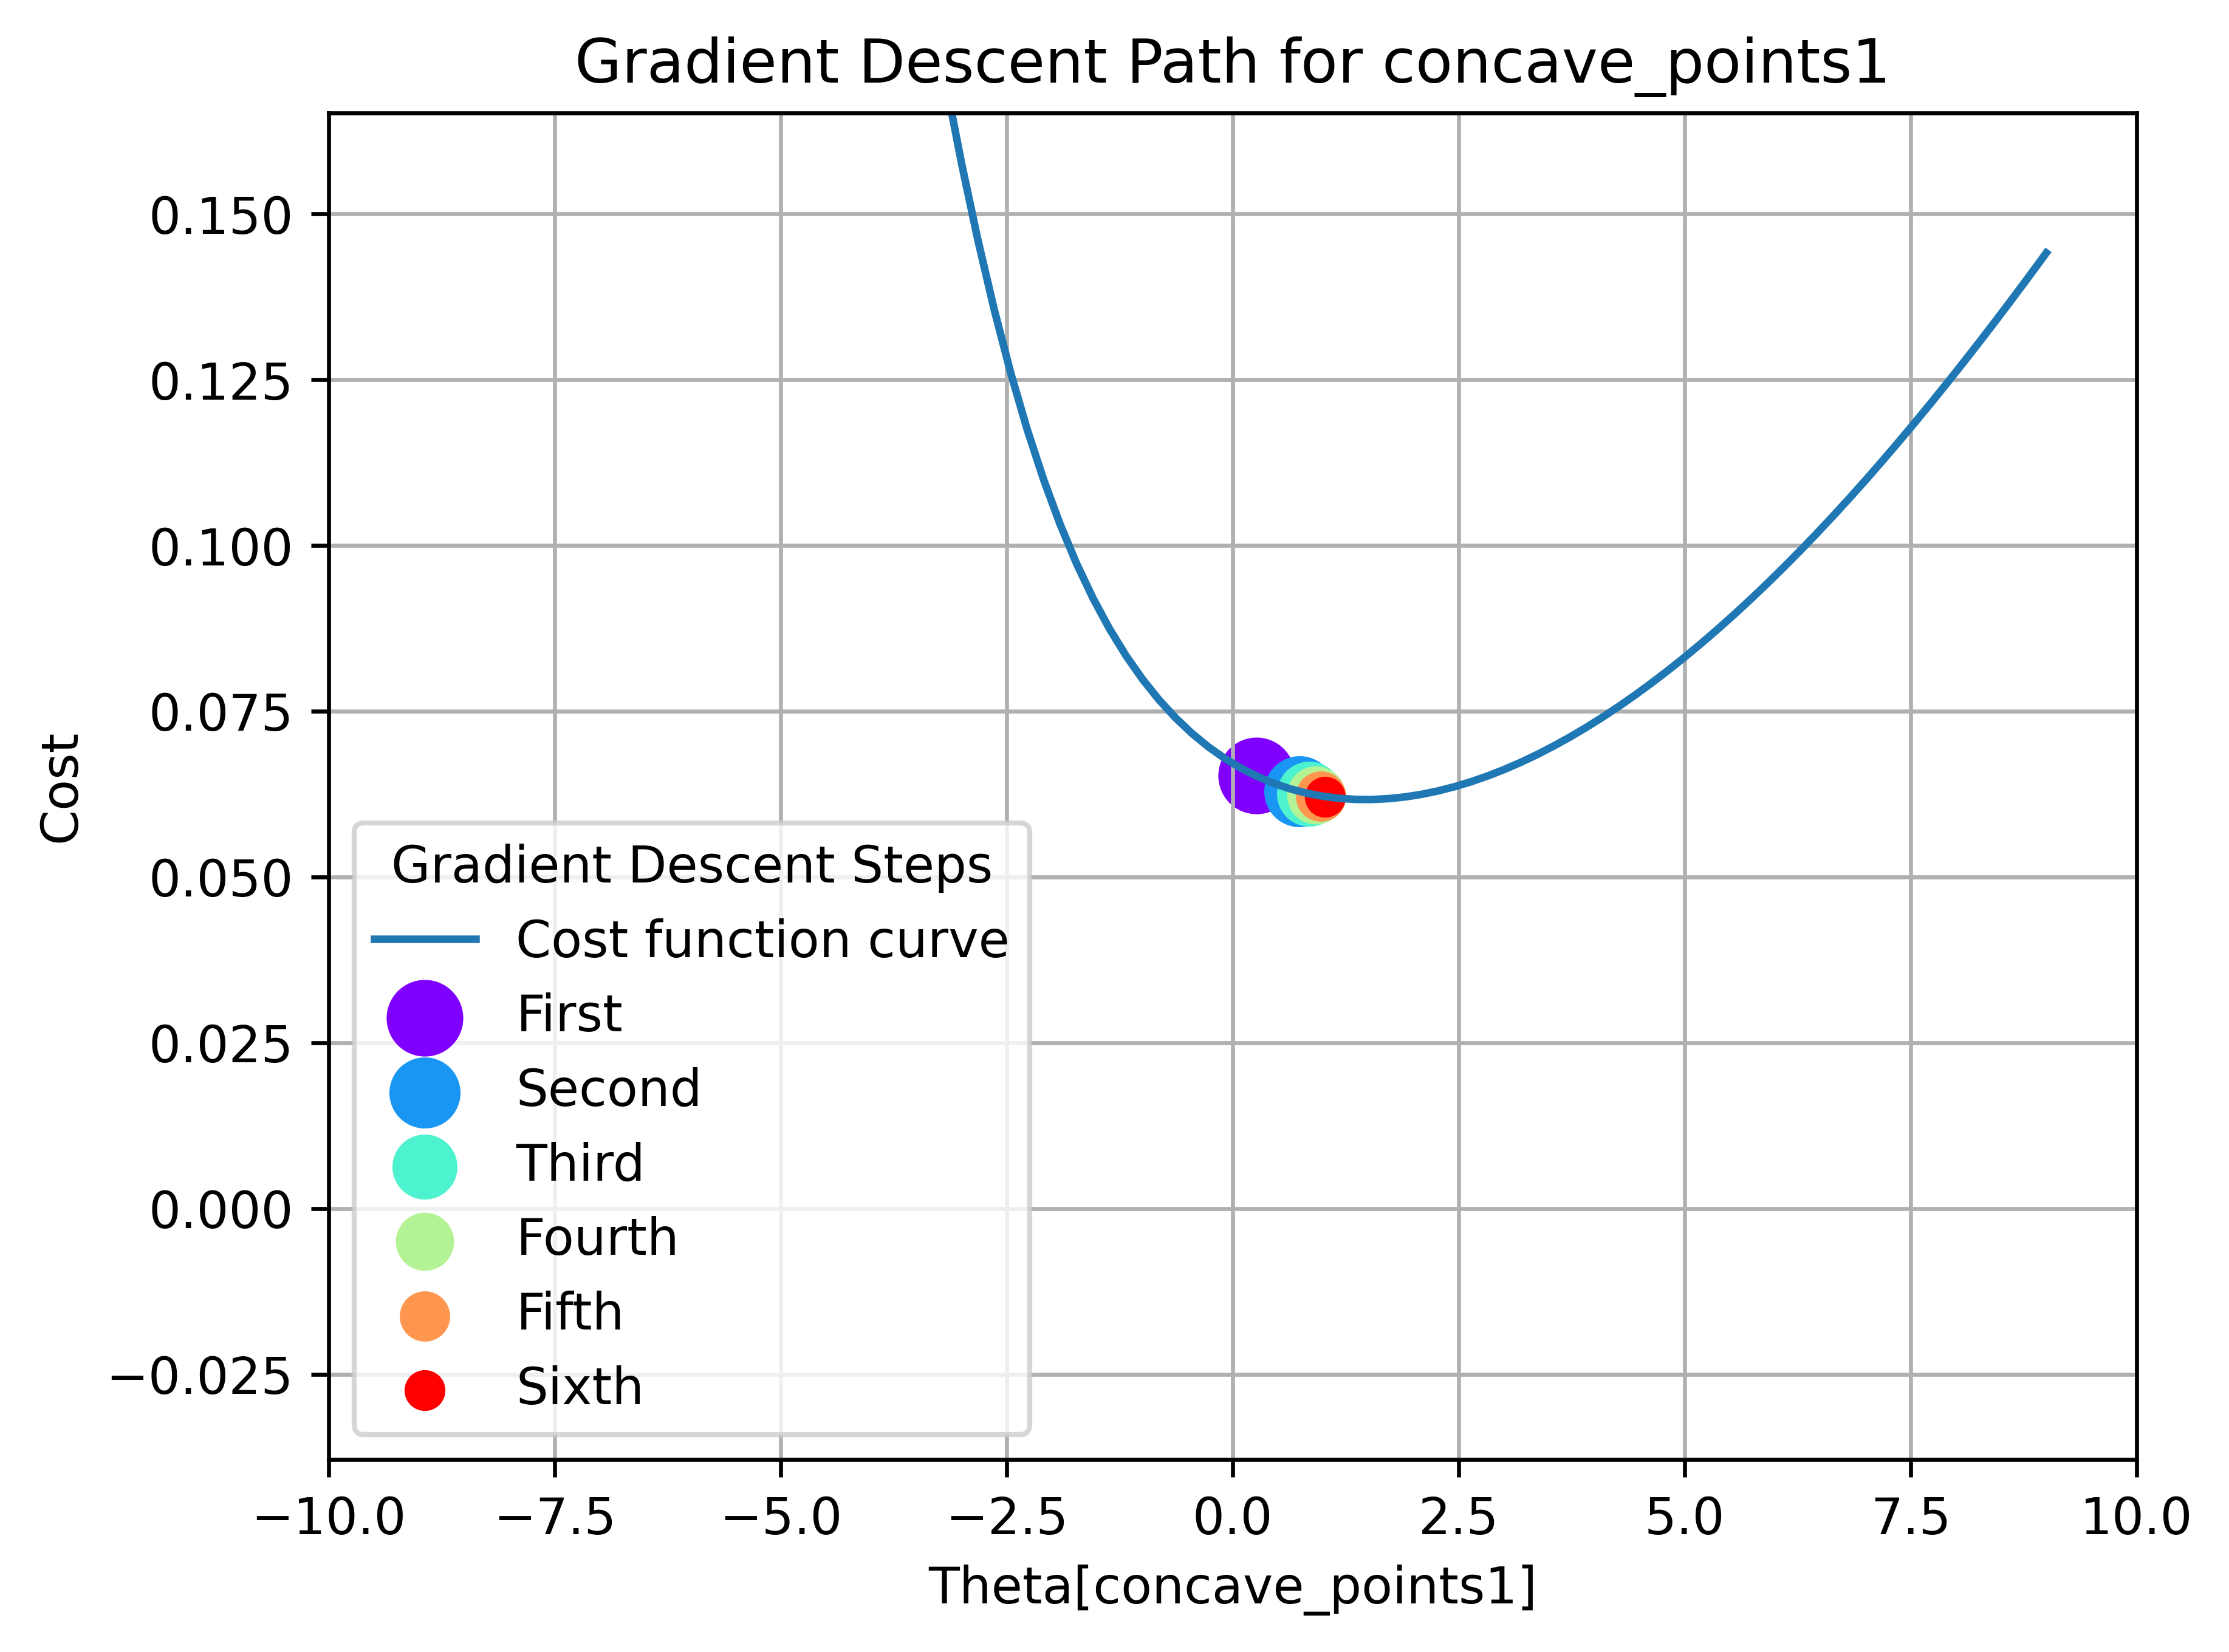 Gradient Descent Path for concave_points1
0.150
0.125
0.100
0.075
0.050
0.025
0.000
−0.025
Cost
Gradient Descent Steps
Cost function curve
First
Second
Third
Fourth
Fifth
Sixth
−10.0 −7.5 −5.0 −2.5 0.0 2.5 5.0 7.5 10.0
Theta[concave_points1]